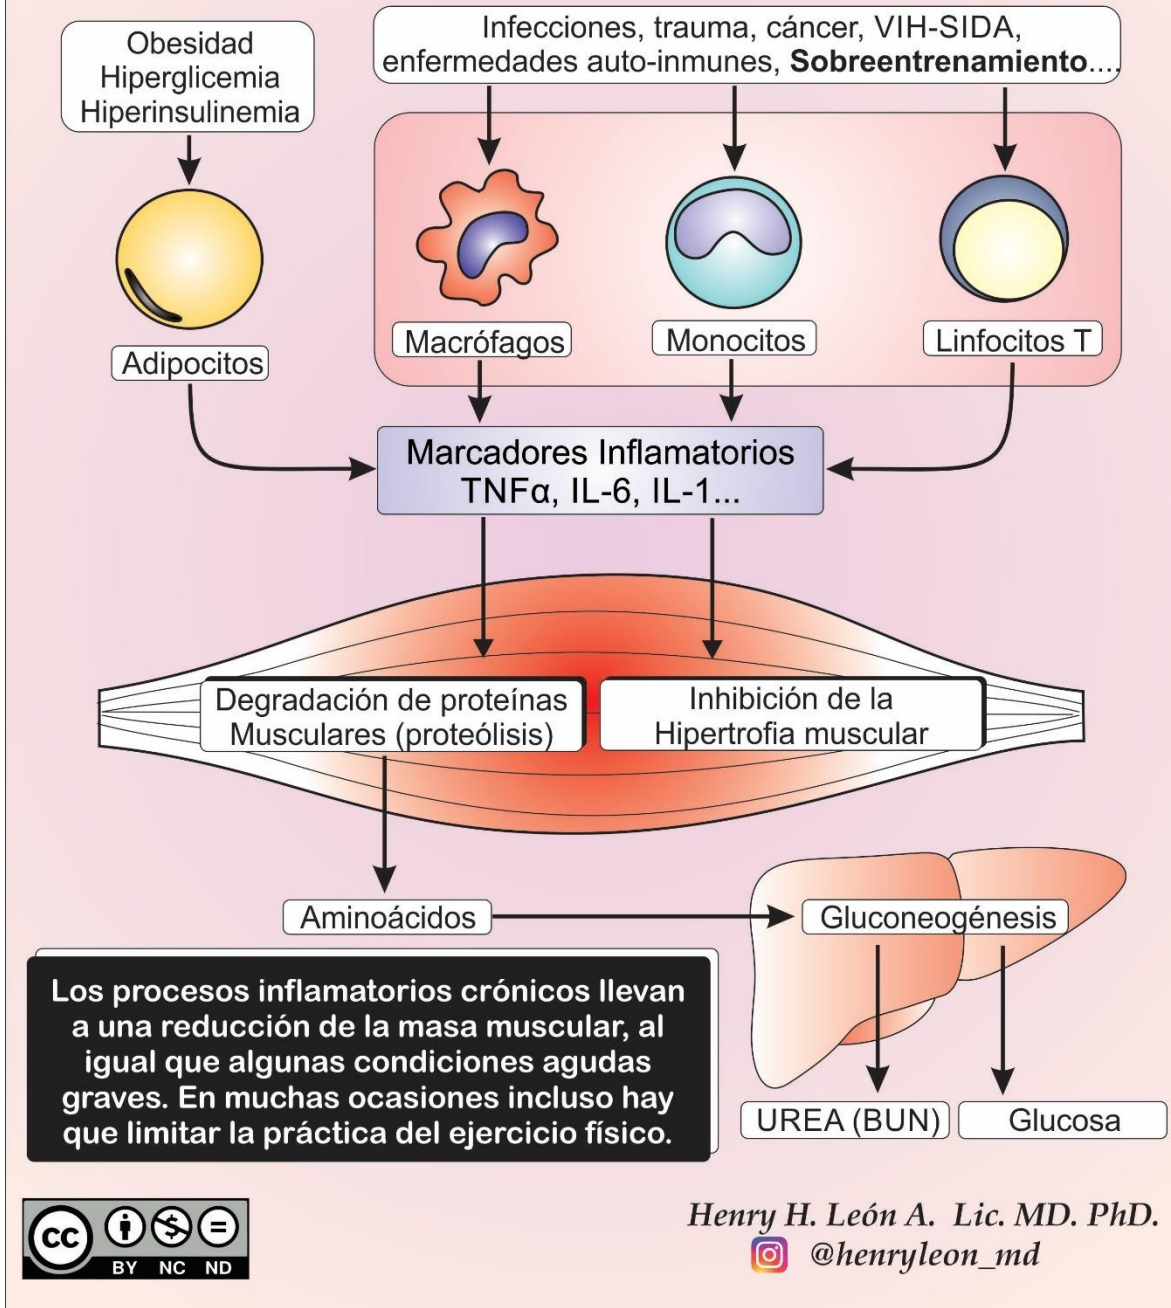 Obesidad
Hiperglicemia
Hiperinsulinemia
Infecciones, trauma, cáncer, VIH-SIDA,
enfermedades auto-inmunes, Sobreentrenamiento....
Adipocitos
Macrófagos
Monocitos
Linfocitos T
Marcadores Inflamatorios
TNFα, IL-6, IL-1...
Degradación de proteínas
Musculares (proteólisis)
Inhibición de la
Hipertrofia muscular
Aminoácidos
Gluconeogénesis
Los procesos inflamatorios crónicos llevan
a una reducción de la masa muscular, al
igual que algunas condiciones agudas
graves. En muchas ocasiones incluso hay
que limitar la práctica del ejercicio físico.
UREA (BUN)
Glucosa
cc
BY NC ND
Henry H. León A. Lic. MD. PhD.
@henryleon_md